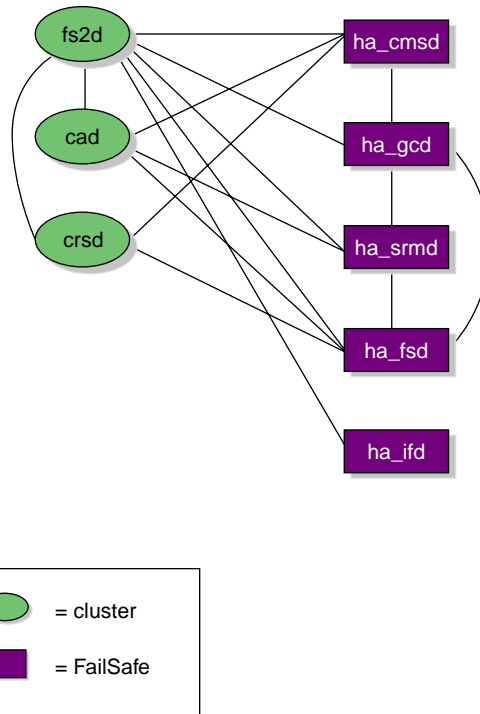 fs2d
ha_cmsd
cad
ha_gcd
crsd
ha_srmd
ha_fsd
ha_ifd
= cluster
= FailSafe